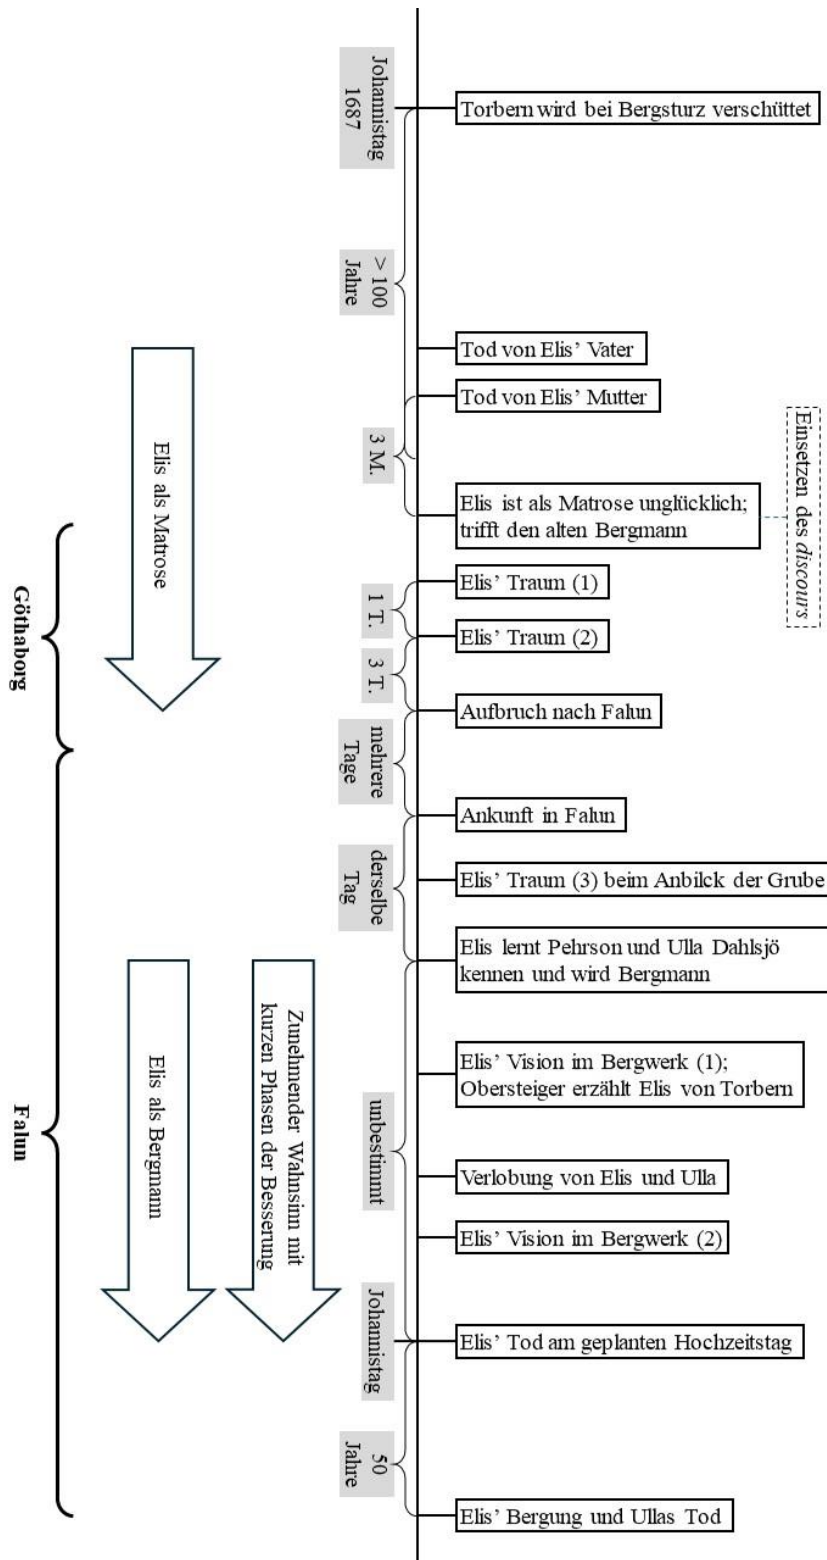 Johannistag
1687
Torbern wird bei Bergsturz verschüttet
> 100
Jahre
Tod von Elis’ Vater
Tod von Elis’ Mutter
3 M.
Einsetzen des discours
Elis ist als Matrose unglücklich;
trifft den alten Bergmann
Elis als Matrose
Göthaborg
Elis’ Traum (1)
1 T.
Elis’ Traum (2)
3 T.
Aufbruch nach Falun
mehrere
Tage
Ankunft in Falun
derselbe
Tag
Elis’ Traum (3) beim Anbilck der Grube
Elis lernt Pehrson und Ulla Dahlsjö
kennen und wird Bergmann
Elis’ Vision im Bergwerk (1);
Obersteiger erzählt Elis von Torbern
unbestimmt
Zunehmender Wahnsinn mit
kurzen Phasen der Besserung
Elis als Bergmann
Falun
Verlobung von Elis und Ulla
Elis’ Vision im Bergwerk (2)
Johannistag
Elis’ Tod am geplanten Hochzeitstag
50
Jahre
Elis’ Bergung und Ullas Tod